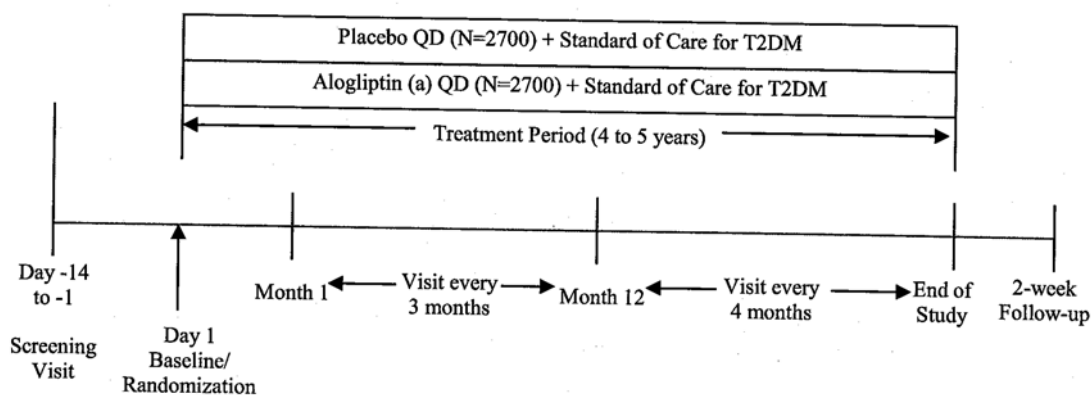 Placebo QD (N=2700) + Standard of Care for T2DM
Alogliptin (a) QD (N=2700) + Standard of Care for T2DM
Treatment Period (4 to 5 years)
Day -14
to -1
Screening
Visit
Day 1
Baseline/
Randomization
Month 1
Visit every
3 months
Month 12
Visit every
4 months
End of
Study
2-week
Follow-up